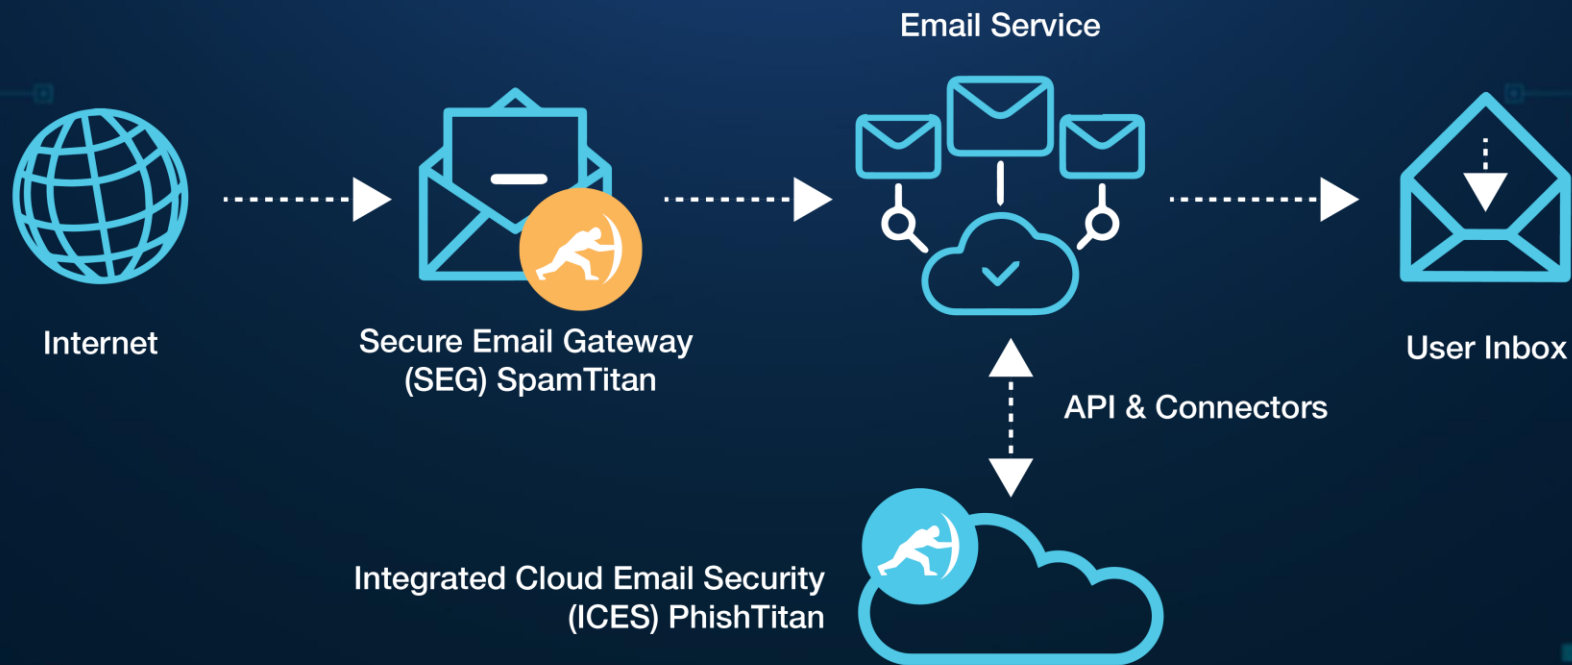 Email Service
Internet
Secure Email Gateway
(SEG) SpamTitan
User Inbox
API & Connectors
Integrated Cloud Email Security
(ICES) PhishTitan